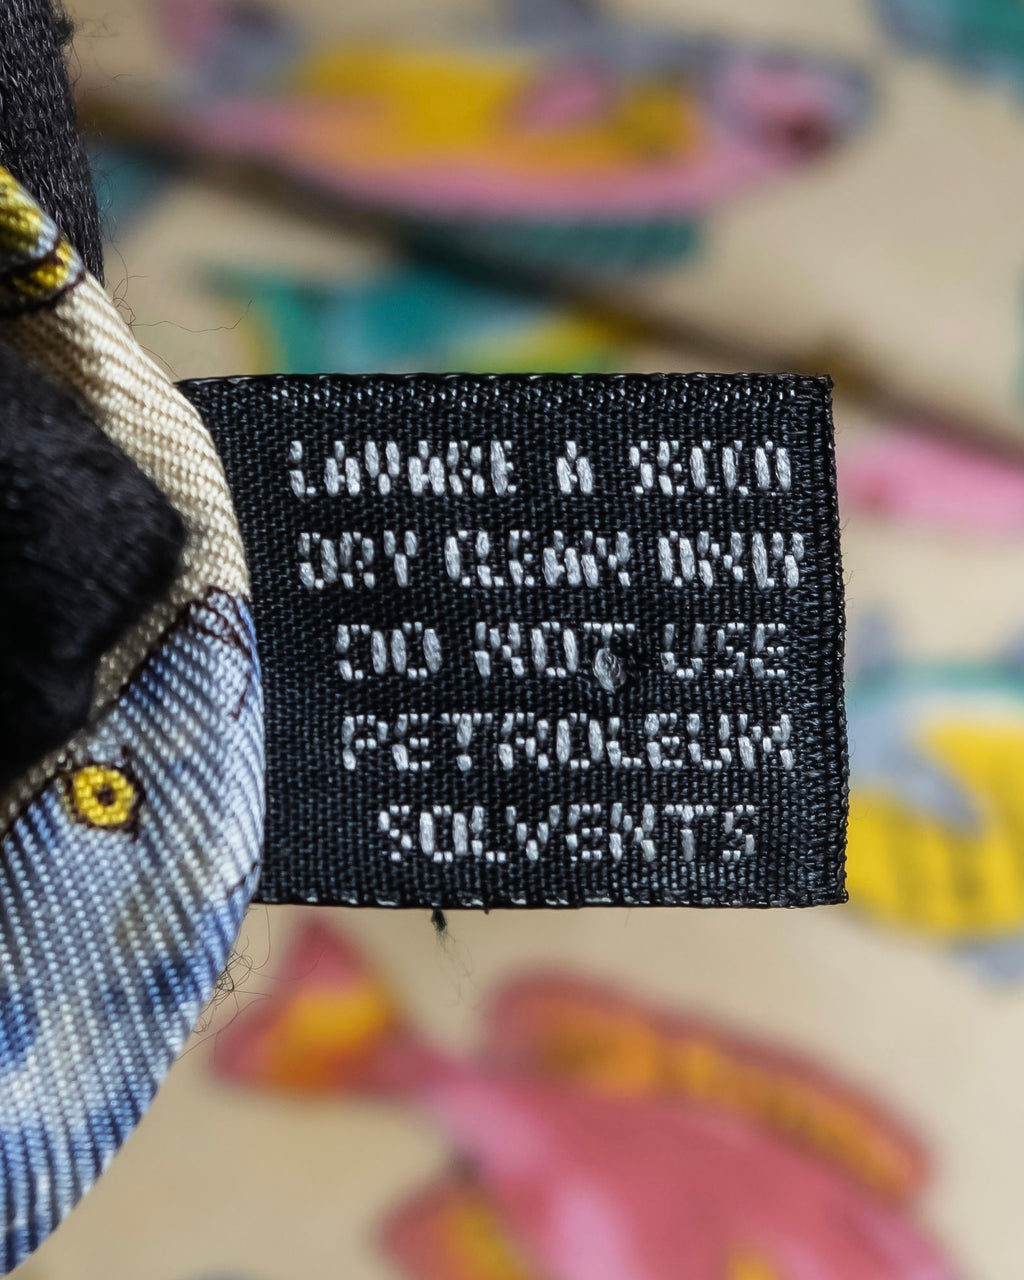 LAVARE A SECCO
DRY CLEAN ONLY
DO NOT USE
PETROLEUM
SOLVENTS